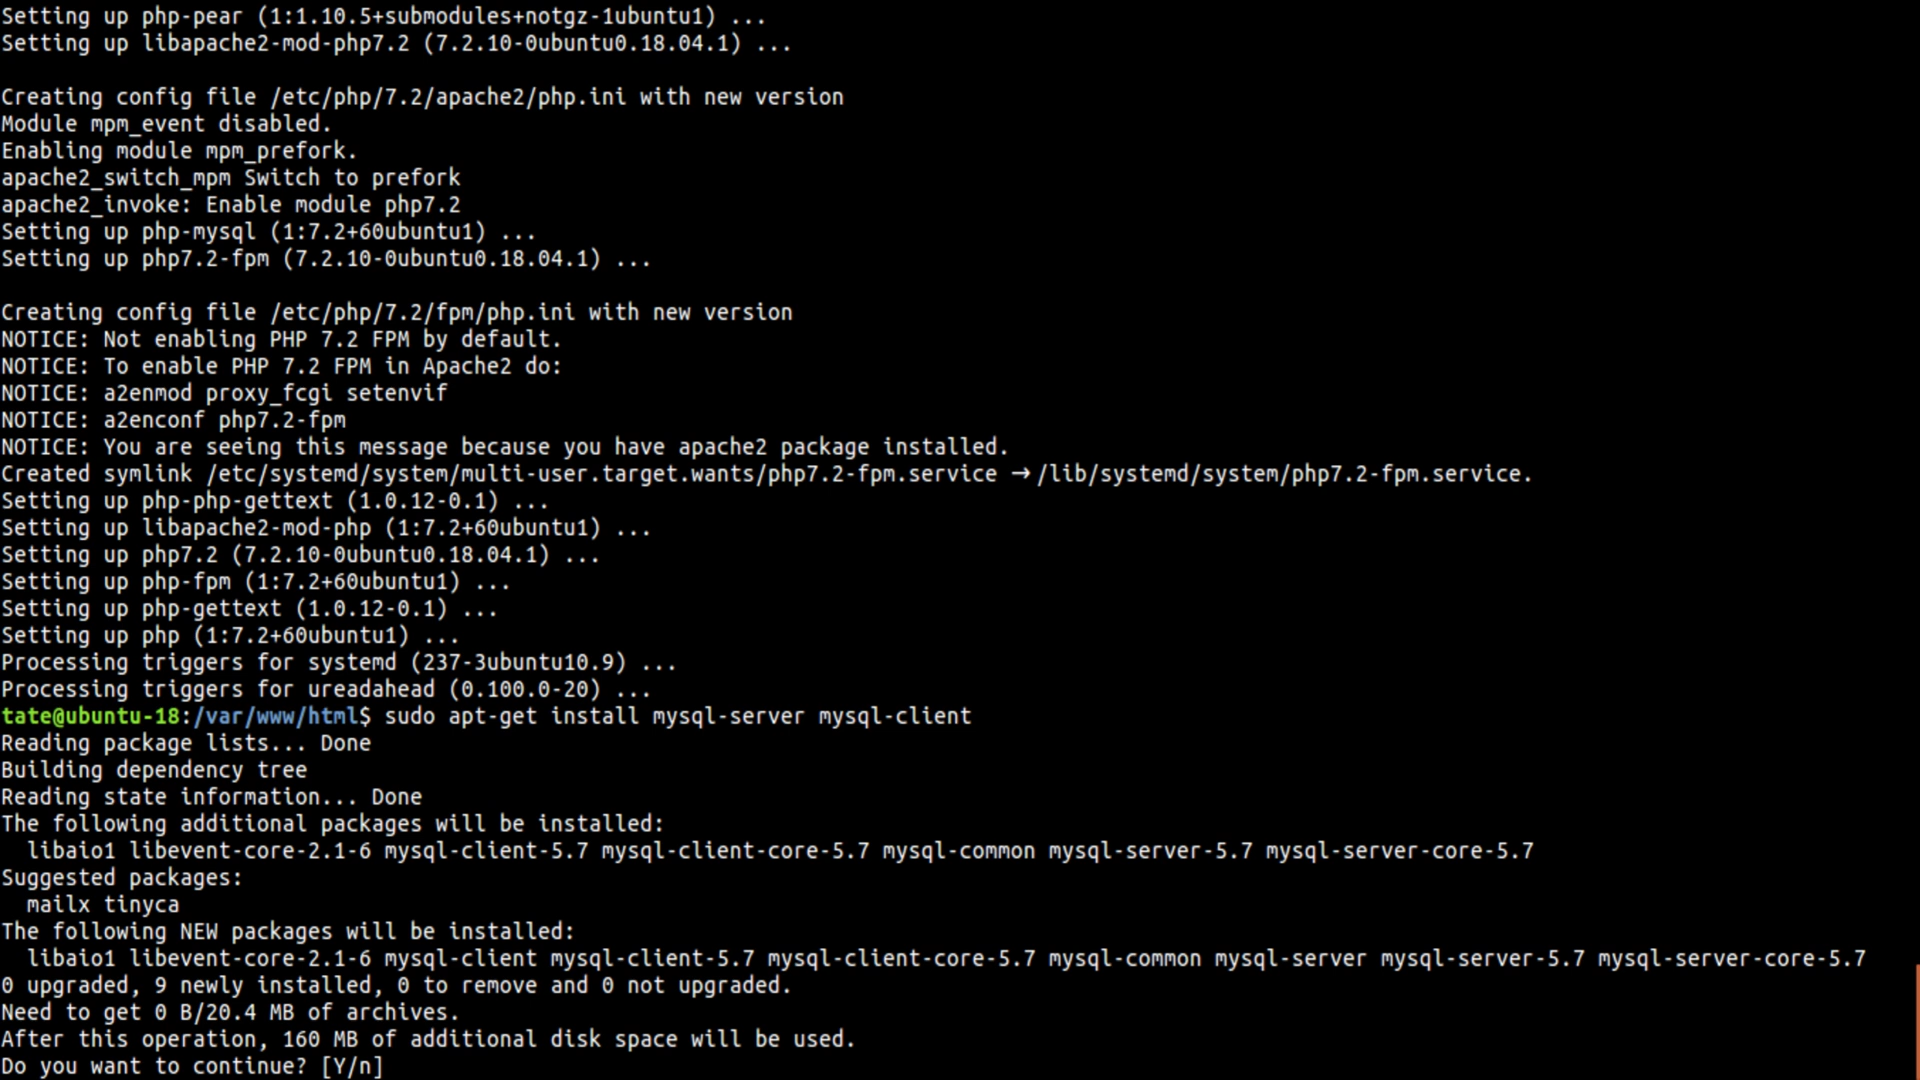 Setting up php-pear (1:1.10.5+submodules+notgz-1ubuntu1) ...
Setting up libapache2-mod-php7.2 (7.2.10-0ubuntu0.18.04.1) ...
Creating config file /etc/php/7.2/apache2/php.ini with new version
Module mpm_event disabled.
Enabling module mpm_prefork.
apache2_switch_mpm Switch to prefork
apache2_invoke: Enable module php7.2
Setting up php-mysql (1:7.2+60ubuntu1) ...
Setting up php7.2-fpm (7.2.10-0ubuntu0.18.04.1) ...
Creating config file /etc/php/7.2/fpm/php.ini with new version
NOTICE: Not enabling PHP 7.2 FPM by default.
NOTICE: To enable PHP 7.2 FPM in Apache2 do:
NOTICE: a2enmod proxy_fcgi setenvif
NOTICE: a2enconf php7.2-fpm
NOTICE: You are seeing this message because you have apache2 package installed.
Created symlink /etc/systemd/system/multi-user.target.wants/php7.2-fpm.service → /lib/systemd/system/php7.2-fpm.service.
Setting up php-php-gettext (1.0.12-0.1) ...
Setting up libapache2-mod-php (1:7.2+60ubuntu1) ...
Setting up php7.2 (7.2.10-0ubuntu0.18.04.1) ...
Setting up php-fpm (1:7.2+60ubuntu1) ...
Setting up php-gettext (1.0.12-0.1) ...
Setting up php (1:7.2+60ubuntu1) ...
Processing triggers for systemd (237-3ubuntu10.9) ...
Processing triggers for ureadahead (0.100.0-20) ...
tate@ubuntu-18:/var/www/html$ sudo apt-get install mysql-server mysql-client
Reading package lists... Done
Building dependency tree
Reading state information... Done
The following additional packages will be installed:
  libaio1 libevent-core-2.1-6 mysql-client-5.7 mysql-client-core-5.7 mysql-common mysql-server-5.7 mysql-server-core-5.7
Suggested packages:
  mailx tinyca
The following NEW packages will be installed:
  libaio1 libevent-core-2.1-6 mysql-client mysql-client-5.7 mysql-client-core-5.7 mysql-common mysql-server mysql-server-5.7 mysql-server-core-5.7
0 upgraded, 9 newly installed, 0 to remove and 0 not upgraded.
Need to get 0 B/20.4 MB of archives.
After this operation, 160 MB of additional disk space will be used.
Do you want to continue? [Y/n]